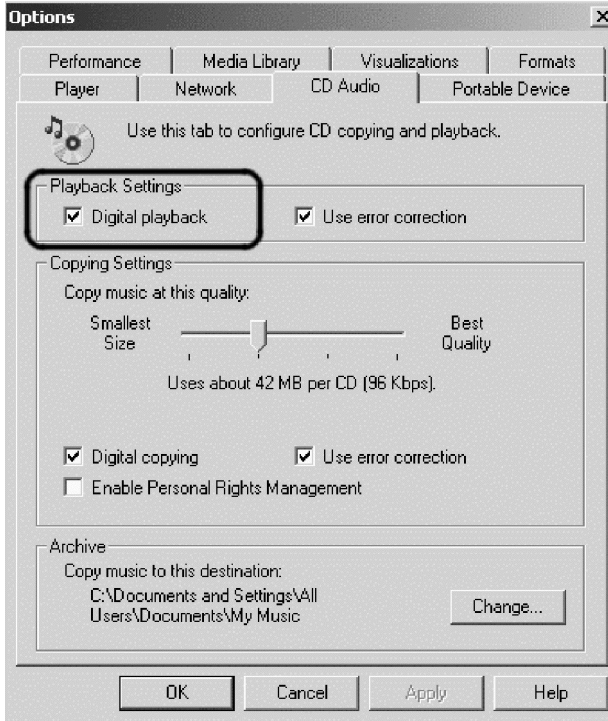 Options
Performance Media Library Visualizations Formats
Player Network CD Audio Portable Device
Use this tab to configure CD copying and playback.
Playback Settings
Digital playback Use error correction
Copying Settings
Copy music at this quality:
Smallest Best
Size Quality
Uses about 42 MB per CD (96 Kbps).
Digital copying Use error correction
Enable Personal Rights Management
Archive
Copy music to this destination:
C:\Documents and Settings\All
Users\Documents\My Music
Change...
OK Cancel Apply Help